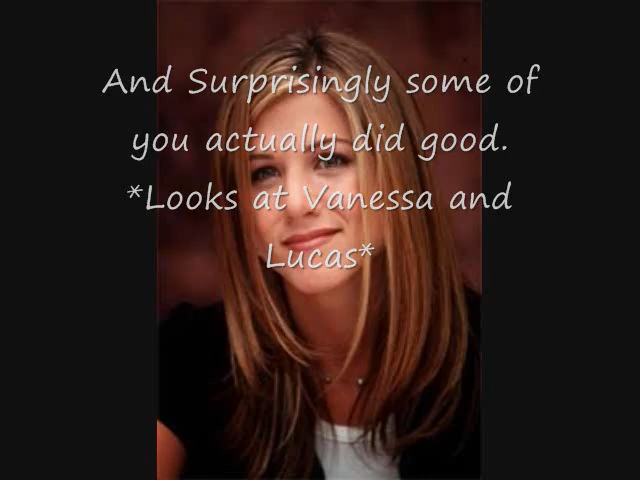 And Surprisingly some of
you actually did good.
*Looks at Vanessa and
Lucas*